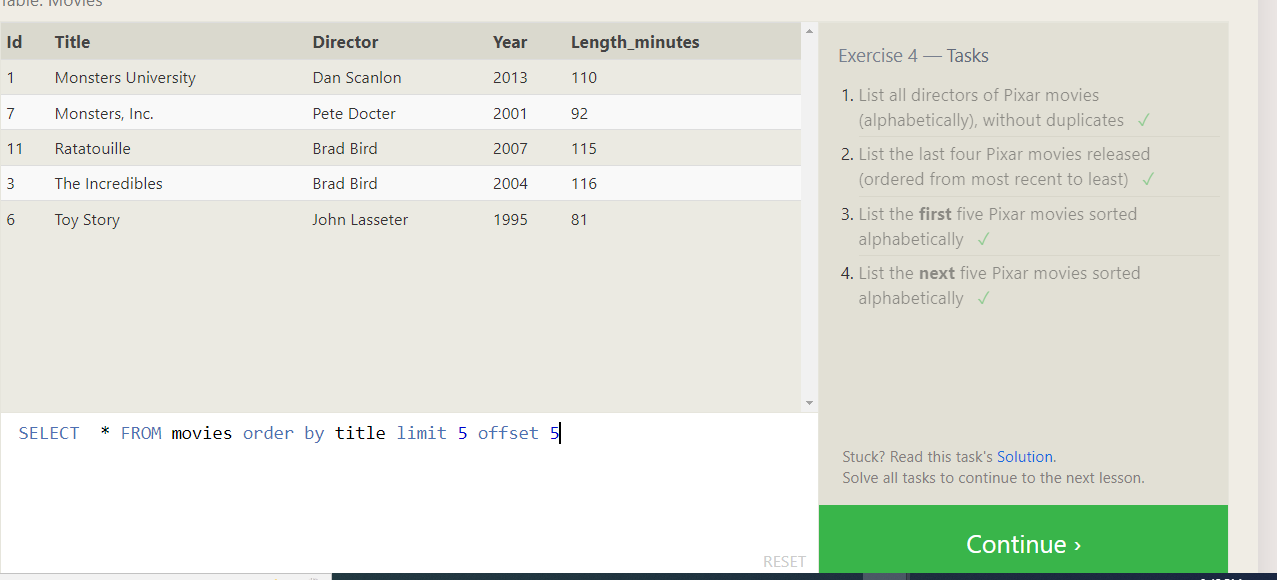 Table: Movies
Id Title Director Year Length_minutes
1 Monsters University Dan Scanlon 2013 110
7 Monsters, Inc. Pete Docter 2001 92
11 Ratatouille Brad Bird 2007 115
3 The Incredibles Brad Bird 2004 116
6 Toy Story John Lasseter 1995 81
SELECT  * FROM movies order by title limit 5 offset 5
RESET
Exercise 4 — Tasks
1. List all directors of Pixar movies
(alphabetically), without duplicates ✓
2. List the last four Pixar movies released
(ordered from most recent to least) ✓
3. List the first five Pixar movies sorted
alphabetically ✓
4. List the next five Pixar movies sorted
alphabetically ✓
Stuck? Read this task's Solution.
Solve all tasks to continue to the next lesson.
Continue ›